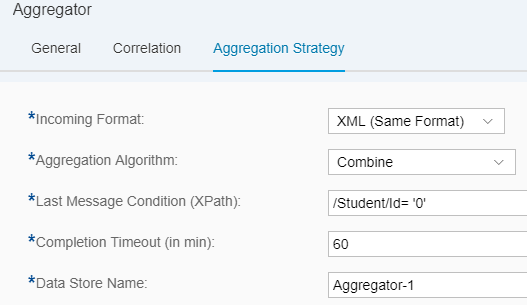 Aggregator
General Correlation Aggregation Strategy
*Incoming Format: XML (Same Format)
*Aggregation Algorithm: Combine
*Last Message Condition (XPath): /Student/Id= '0'
*Completion Timeout (in min): 60
*Data Store Name: Aggregator-1